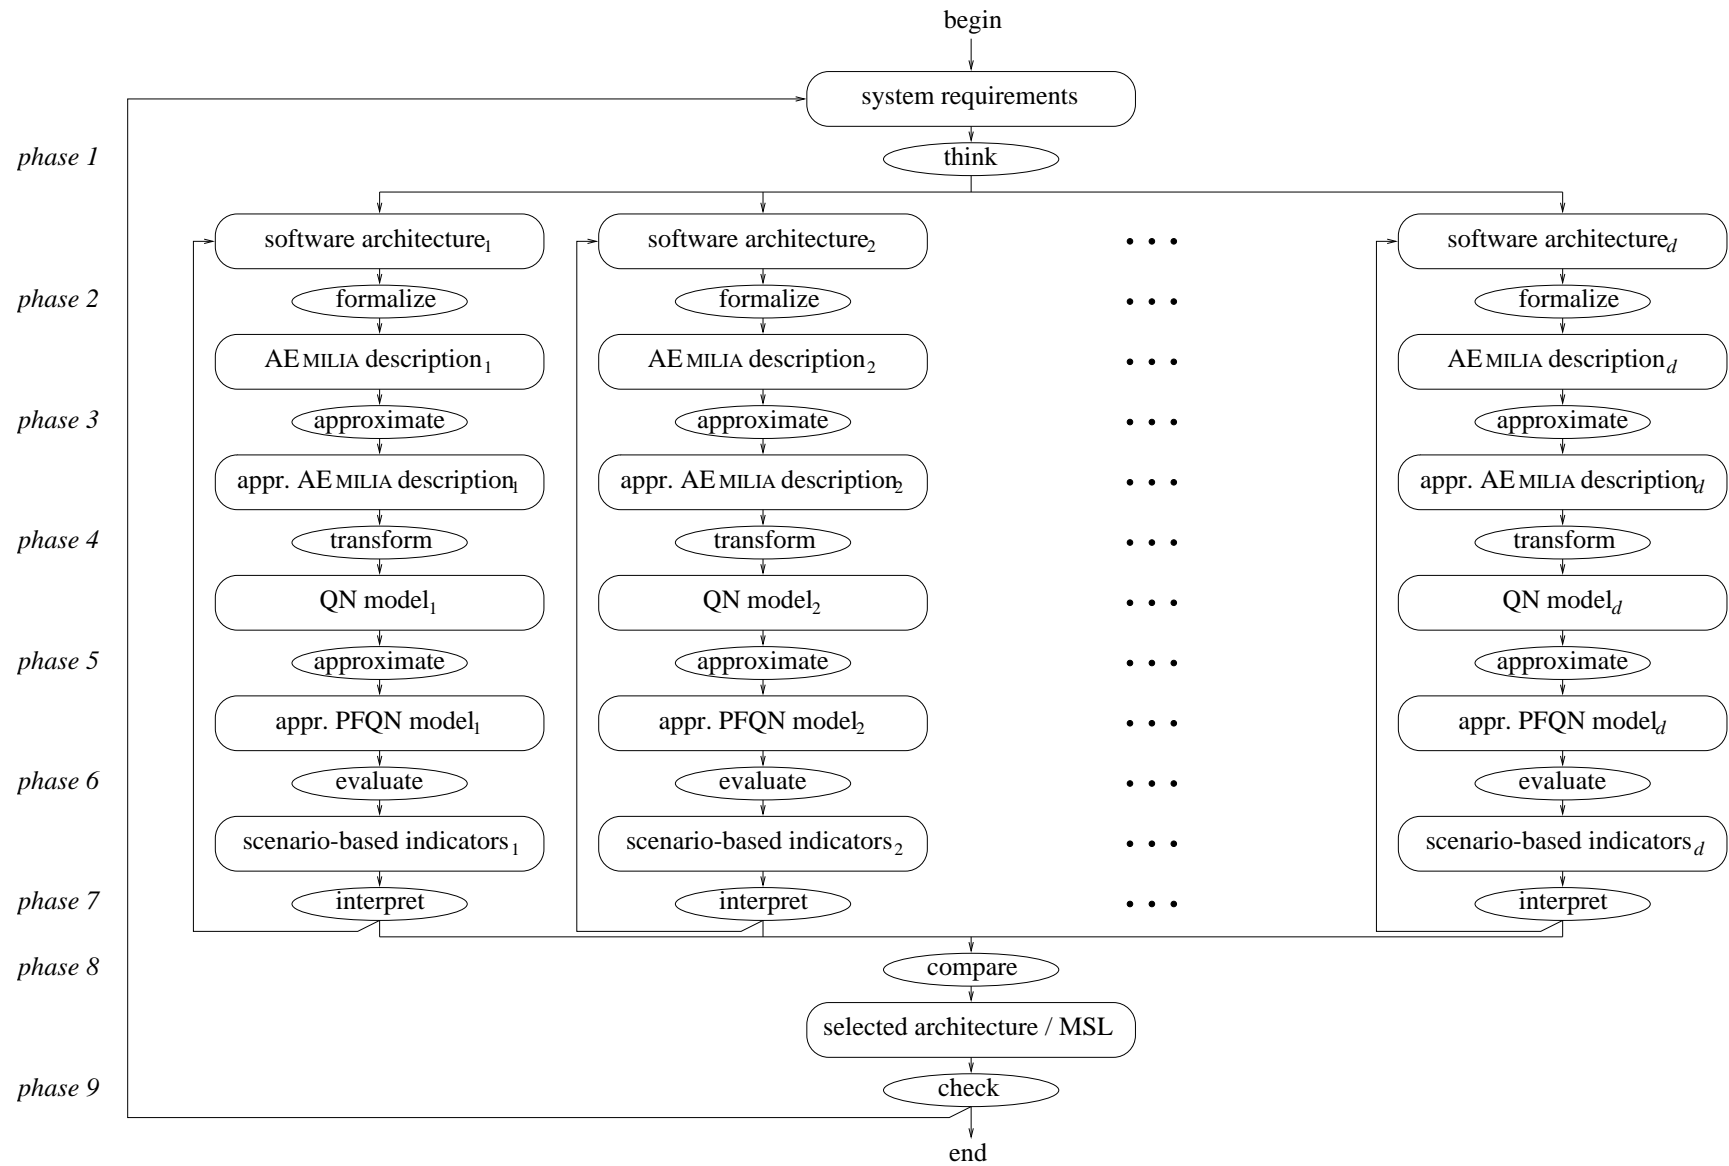 begin
system requirements
phase 1 think
software architecture1 software architecture2 • • • software architectured
phase 2 formalize formalize • • • formalize
AEMILIA description1 AEMILIA description2 • • • AEMILIA descriptiond
phase 3 approximate approximate • • • approximate
appr. AEMILIA description1 appr. AEMILIA description2 • • • appr. AEMILIA descriptiond
phase 4 transform transform • • • transform
QN model1 QN model2 • • • QN modeld
phase 5 approximate approximate • • • approximate
appr. PFQN model1 appr. PFQN model2 • • • appr. PFQN modeld
phase 6 evaluate evaluate • • • evaluate
scenario-based indicators1 scenario-based indicators2 • • • scenario-based indicatorsd
phase 7 interpret interpret • • • interpret
phase 8 compare
selected architecture / MSL
phase 9 check
end